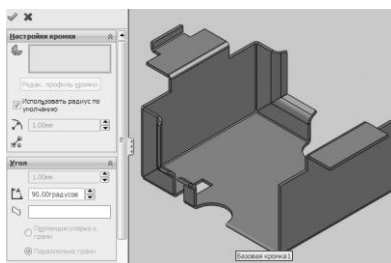 Настройки кромки
Редак. профиль кромки
Использовать радиус по
умолчанию
1.00мм
Угол
1.00мм
90.00градусов
Перпендикулярно к
грани
Параллельно грани
Базовая кромка1